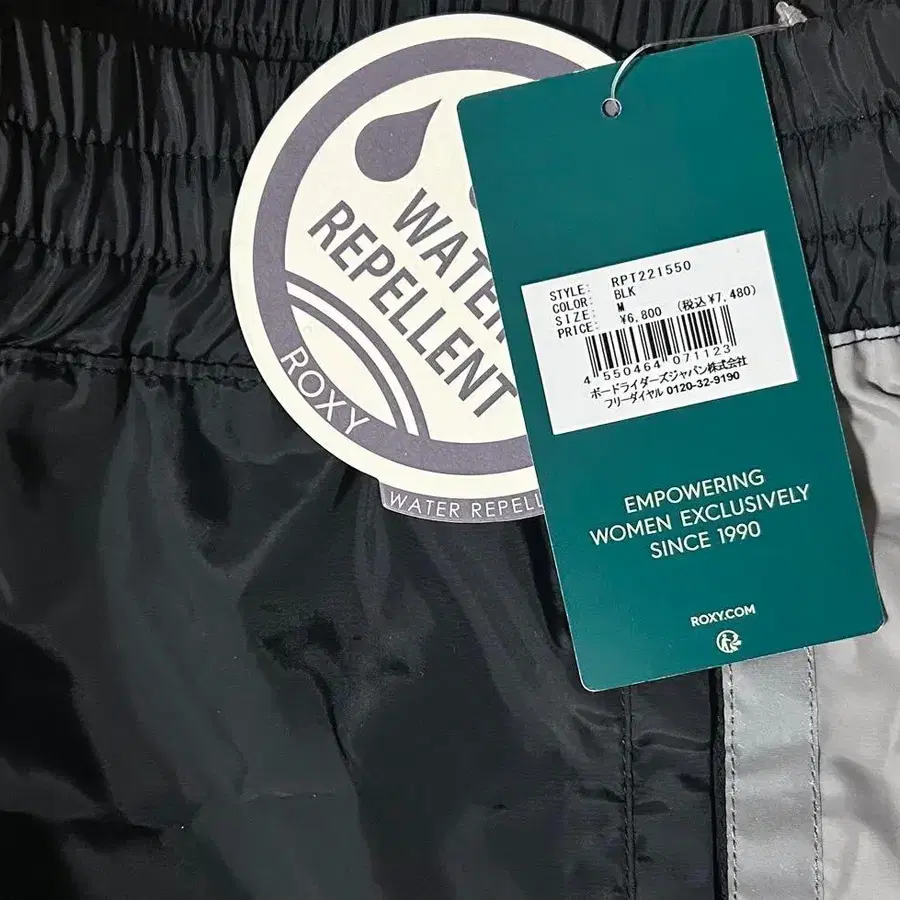 WATER
REPELLENT
ROXY
WATER REPELL
STYLE: RPT221550
COLOR: BLK
SIZE: M
PRICE: ¥6,800 (税込¥7,480)
4 550464 071123
ボードライダーズジャパン株式会社
フリーダイヤル 0120-32-9190
EMPOWERING
WOMEN EXCLUSIVELY
SINCE 1990
ROXY.COM